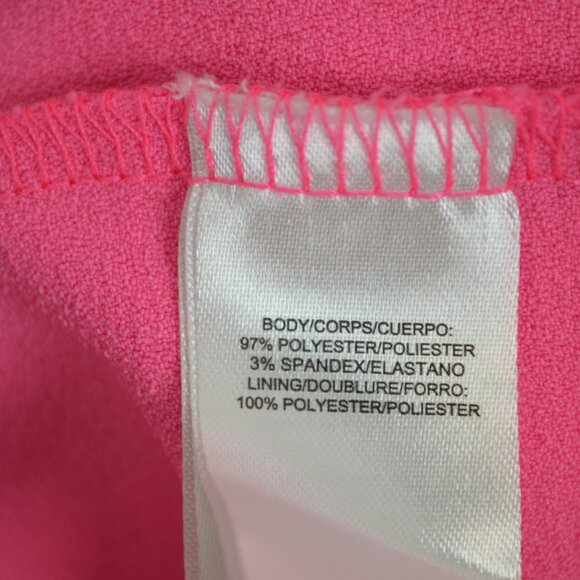 BODY/CORPS/CUERPO:
97% POLYESTER/POLIESTER
3% SPANDEX/ELASTANO
LINING/DOUBLURE/FORRO:
100% POLYESTER/POLIESTER